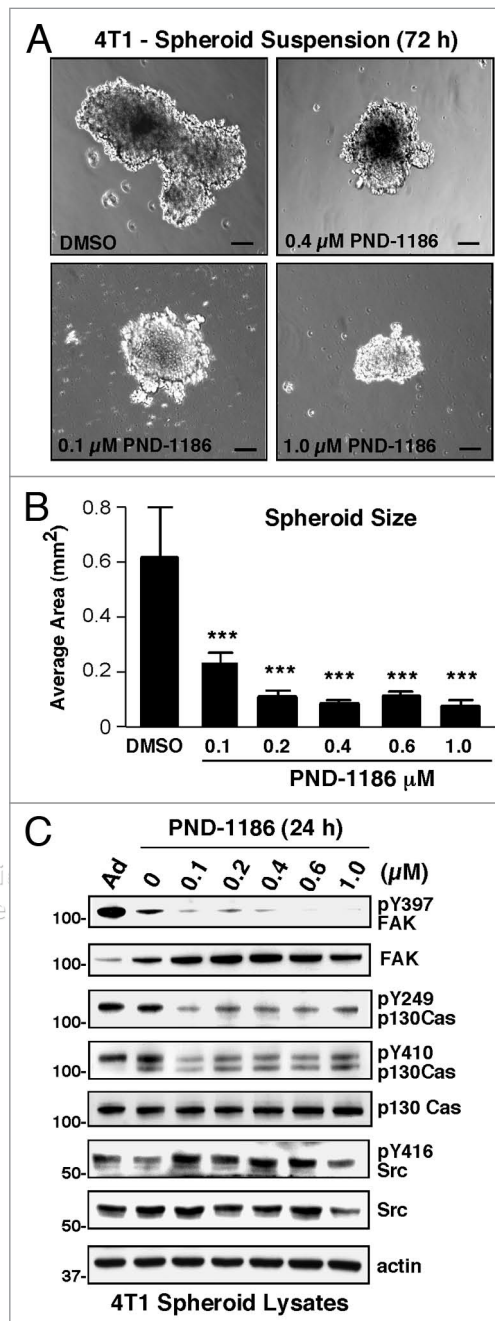 A
4T1 - Spheroid Suspension (72 h)
DMSO
0.4 µM PND-1186
0.1 µM PND-1186
1.0 µM PND-1186
B
Spheroid Size
Average Area (mm²)
0.8
0.6
0.4
0.2
0
***
***
***
***
***
DMSO
0.1
0.2
0.4
0.6
1.0
PND-1186 µM
C
PND-1186 (24 h)
Ad
0
0.1
0.2
0.4
0.6
1.0
(µM)
100-
pY397
FAK
100-
FAK
100-
pY249
p130Cas
100-
pY410
p130Cas
100-
p130 Cas
50-
pY416
Src
50-
Src
37-
actin
4T1 Spheroid Lysates